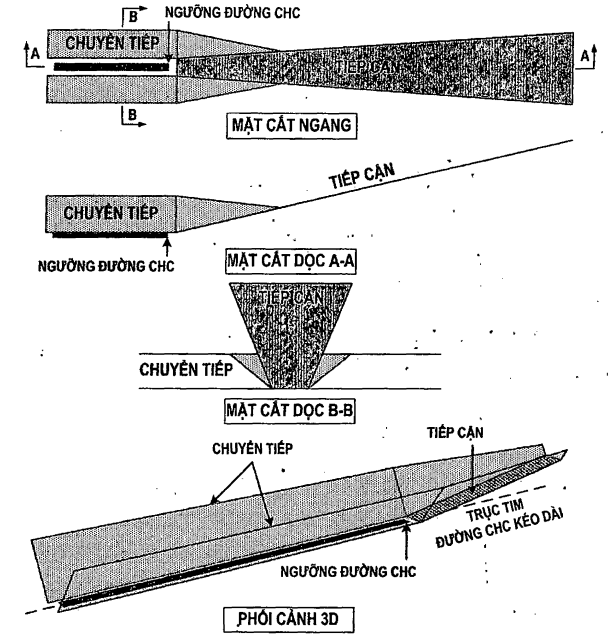 B
NGƯỠNG ĐƯỜNG CHC
A
CHUYỂN TIẾP
TIẾP CẬN
A
B
MẶT CẮT NGANG
TIẾP CẬN
CHUYỂN TIẾP
NGƯỠNG ĐƯỜNG CHC
MẶT CẮT DỌC A-A
TIẾP CẬN
CHUYỂN TIẾP
MẶT CẮT DỌC B-B
CHUYỂN TIẾP
TIẾP CẬN
TRỤC TIM
ĐƯỜNG CHC KÉO DÀI
NGƯỠNG ĐƯỜNG CHC
PHỐI CẢNH 3D